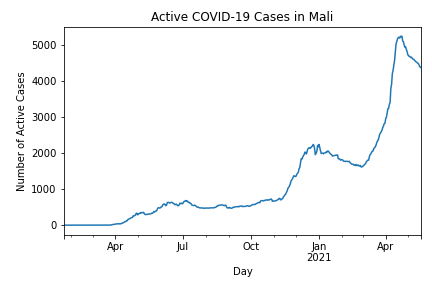 Active COVID-19 Cases in Mali
Number of Active Cases
5000
4000
3000
2000
1000
0
Apr
Jul
Oct
Jan
2021
Apr
Day